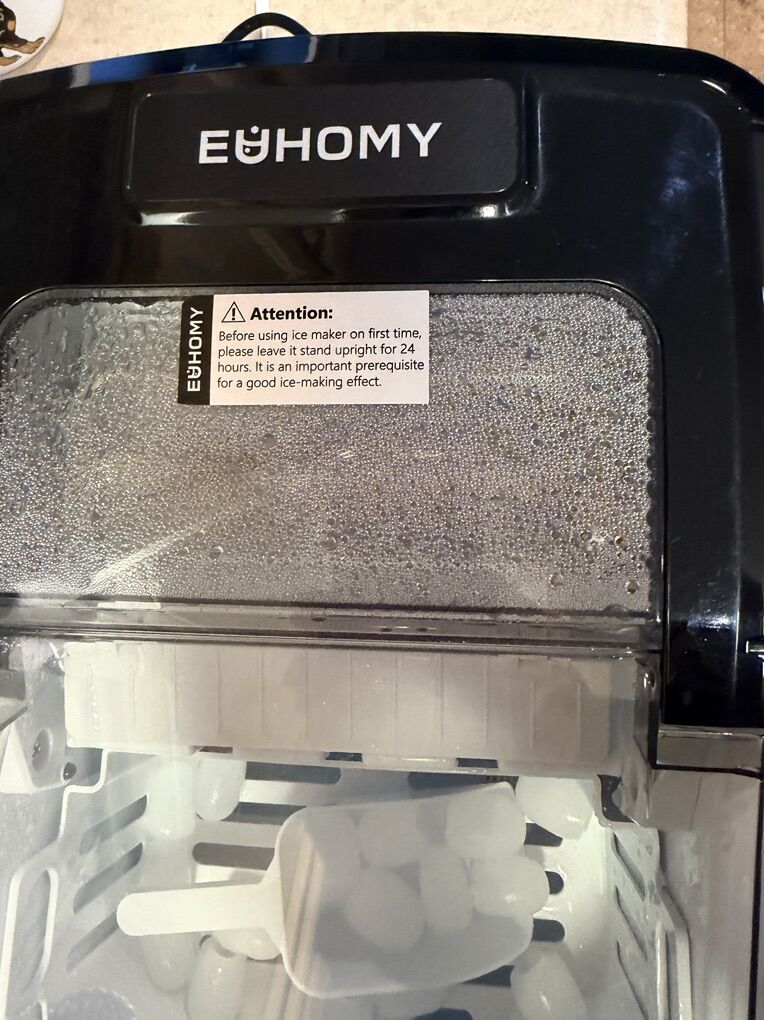 EUHOMY
EUHOMY
Attention:
Before using ice maker on first time,
please leave it stand upright for 24
hours. It is an important prerequisite
for a good ice-making effect.